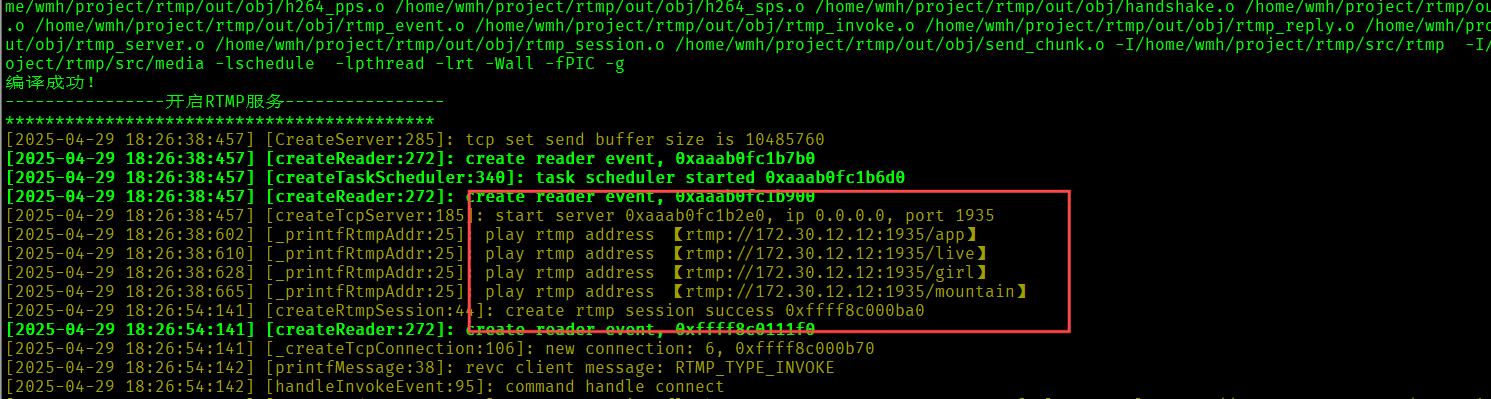 me/wmh/project/rtmp/out/obj/h264_pps.o /home/wmh/project/rtmp/out/obj/h264_sps.o /home/wmh/project/rtmp/out/obj/handshake.o /home/wmh/project/rtmp/ou
.o /home/wmh/project/rtmp/out/obj/rtmp_event.o /home/wmh/project/rtmp/out/obj/rtmp_invoke.o /home/wmh/project/rtmp/out/obj/rtmp_reply.o /home/wmh/pro
ut/obj/rtmp_server.o /home/wmh/project/rtmp/out/obj/rtmp_session.o /home/wmh/project/rtmp/out/obj/send_chunk.o -I/home/wmh/project/rtmp/src/rtmp  -I/
oject/rtmp/src/media -lschedule  -lpthread -lrt -Wall -fPIC -g
编译成功!
----------------开启RTMP服务----------------
*******************************************
[2025-04-29 18:26:38:457] [CreateServer:285]: tcp set send buffer size is 10485760
[2025-04-29 18:26:38:457] [createReader:272]: create reader event, 0xaaab0fc1b7b0
[2025-04-29 18:26:38:457] [createTaskScheduler:340]: task scheduler started 0xaaab0fc1b6d0
[2025-04-29 18:26:38:457] [createReader:272]: create reader event, 0xaaab0fc1b900
[2025-04-29 18:26:38:457] [createTcpServer:185]: start server 0xaaab0fc1b2e0, ip 0.0.0.0, port 1935
[2025-04-29 18:26:38:602] [_printfRtmpAddr:25]: play rtmp address 【rtmp://172.30.12.12:1935/app】
[2025-04-29 18:26:38:610] [_printfRtmpAddr:25]: play rtmp address 【rtmp://172.30.12.12:1935/live】
[2025-04-29 18:26:38:628] [_printfRtmpAddr:25]: play rtmp address 【rtmp://172.30.12.12:1935/girl】
[2025-04-29 18:26:38:665] [_printfRtmpAddr:25]: play rtmp address 【rtmp://172.30.12.12:1935/mountain】
[2025-04-29 18:26:54:141] [createRtmpSession:44]: create rtmp session success 0xffff8c000ba0
[2025-04-29 18:26:54:141] [createReader:272]: create reader event, 0xffff8c0111f0
[2025-04-29 18:26:54:141] [_createTcpConnection:106]: new connection: 6, 0xffff8c000b70
[2025-04-29 18:26:54:142] [printfMessage:38]: revc client message: RTMP_TYPE_INVOKE
[2025-04-29 18:26:54:142] [handleInvokeEvent:95]: command handle connect